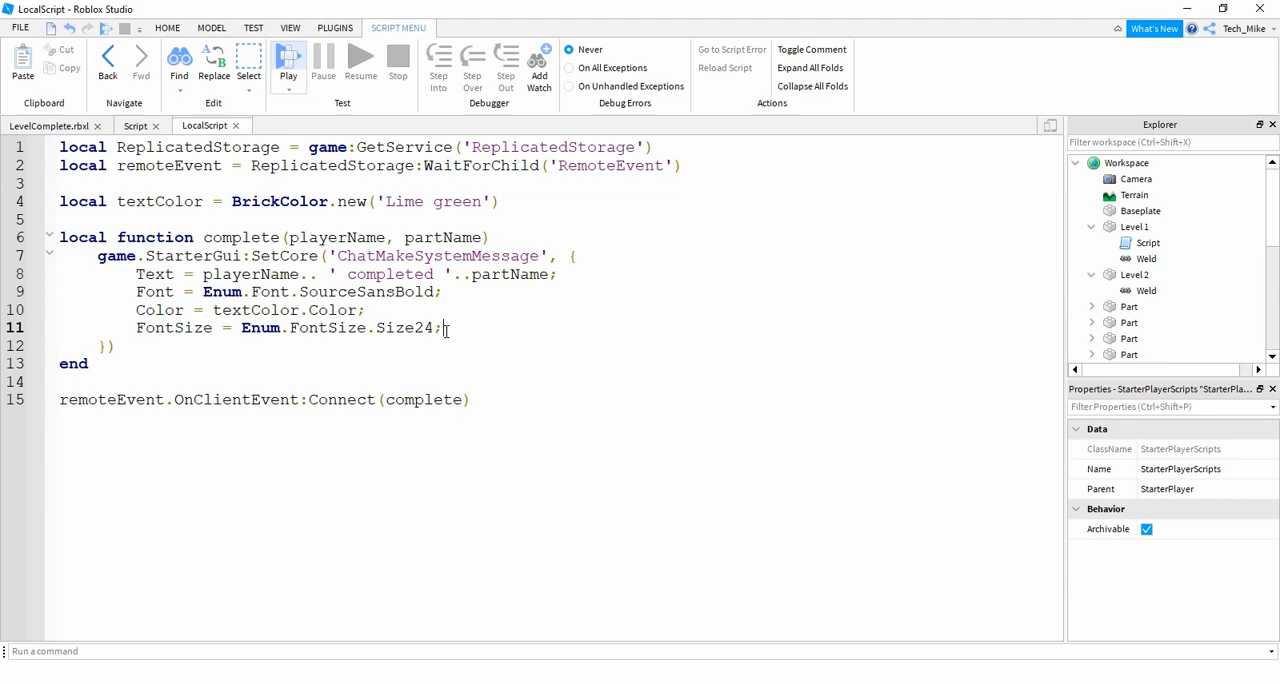 LocalScript - Roblox Studio
FILE HOME MODEL TEST VIEW PLUGINS SCRIPT MENU What's New Tech_Mike
Paste Cut Copy
Clipboard
Back Fwd
Navigate
Find Replace Select
Edit
Play Pause Resume Stop
Test
Step Into Step Over Step Out Add Watch
Debugger
Never
On All Exceptions
On Unhandled Exceptions
Debug Errors
Go to Script Error Toggle Comment
Reload Script Expand All Folds
Collapse All Folds
Actions
LevelComplete.rbxl Script LocalScript
1 local ReplicatedStorage = game:GetService('ReplicatedStorage')
2 local remoteEvent = ReplicatedStorage:WaitForChild('RemoteEvent')
3
4 local textColor = BrickColor.new('Lime green')
5
6 local function complete(playerName, partName)
7 game.StarterGui:SetCore('ChatMakeSystemMessage', {
8 Text = playerName.. ' completed '..partName;
9 Font = Enum.Font.SourceSansBold;
10 Color = textColor.Color;
11 FontSize = Enum.FontSize.Size24;
12 })
13 end
14
15 remoteEvent.OnClientEvent:Connect(complete)
Explorer
Filter workspace (Ctrl+Shift+X)
Workspace
Camera
Terrain
Baseplate
Level 1
Script
Weld
Level 2
Weld
Part
Part
Part
Part
Properties - StarterPlayerScripts "StarterPla...
Filter Properties (Ctrl+Shift+P)
Data
ClassName StarterPlayerScripts
Name StarterPlayerScripts
Parent StarterPlayer
Behavior
Archivable
Run a command